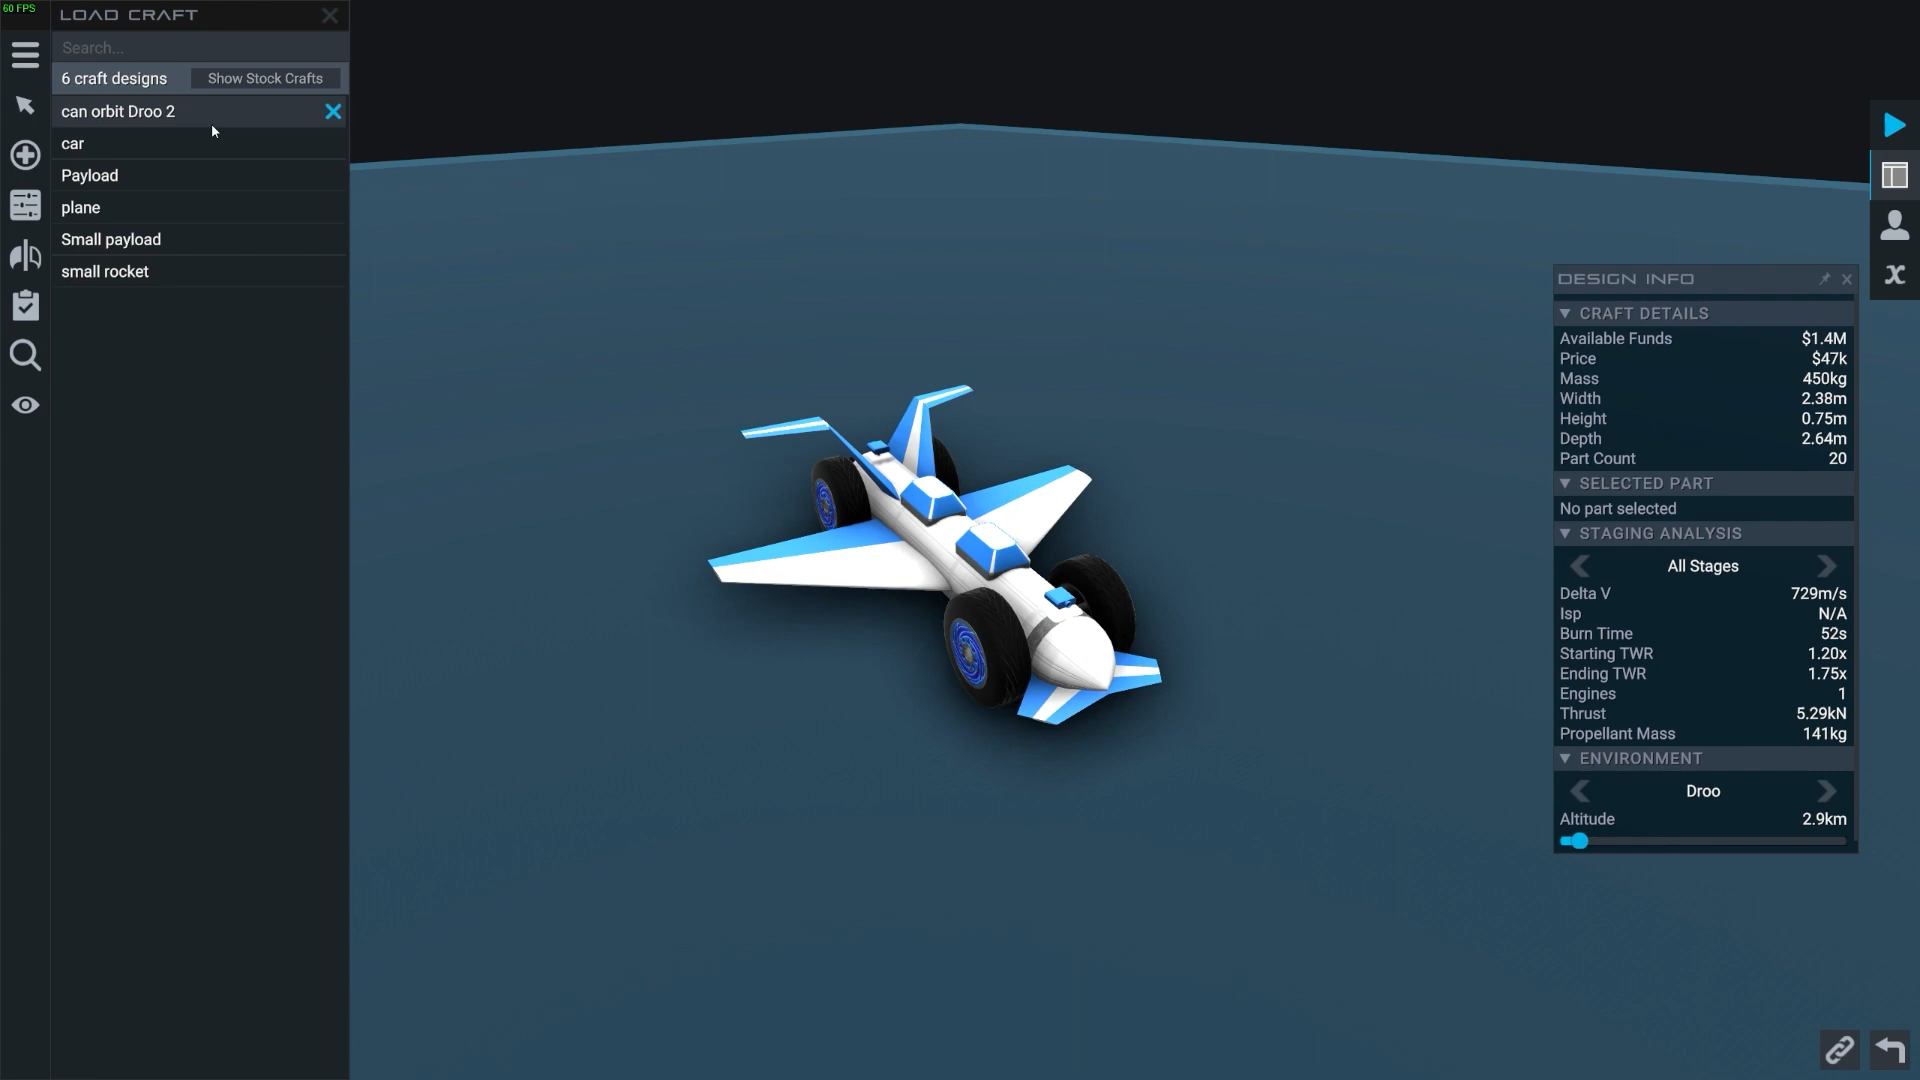 60 FPS
LOAD CRAFT
Search...
6 craft designs
Show Stock Crafts
can orbit Droo 2
car
Payload
plane
Small payload
small rocket
DESIGN INFO
CRAFT DETAILS
Available Funds $1.4M
Price $47k
Mass 450kg
Width 2.38m
Height 0.75m
Depth 2.64m
Part Count 20
SELECTED PART
No part selected
STAGING ANALYSIS
All Stages
Delta V 729m/s
Isp N/A
Burn Time 52s
Starting TWR 1.20x
Ending TWR 1.75x
Engines 1
Thrust 5.29kN
Propellant Mass 141kg
ENVIRONMENT
Droo
Altitude 2.9km